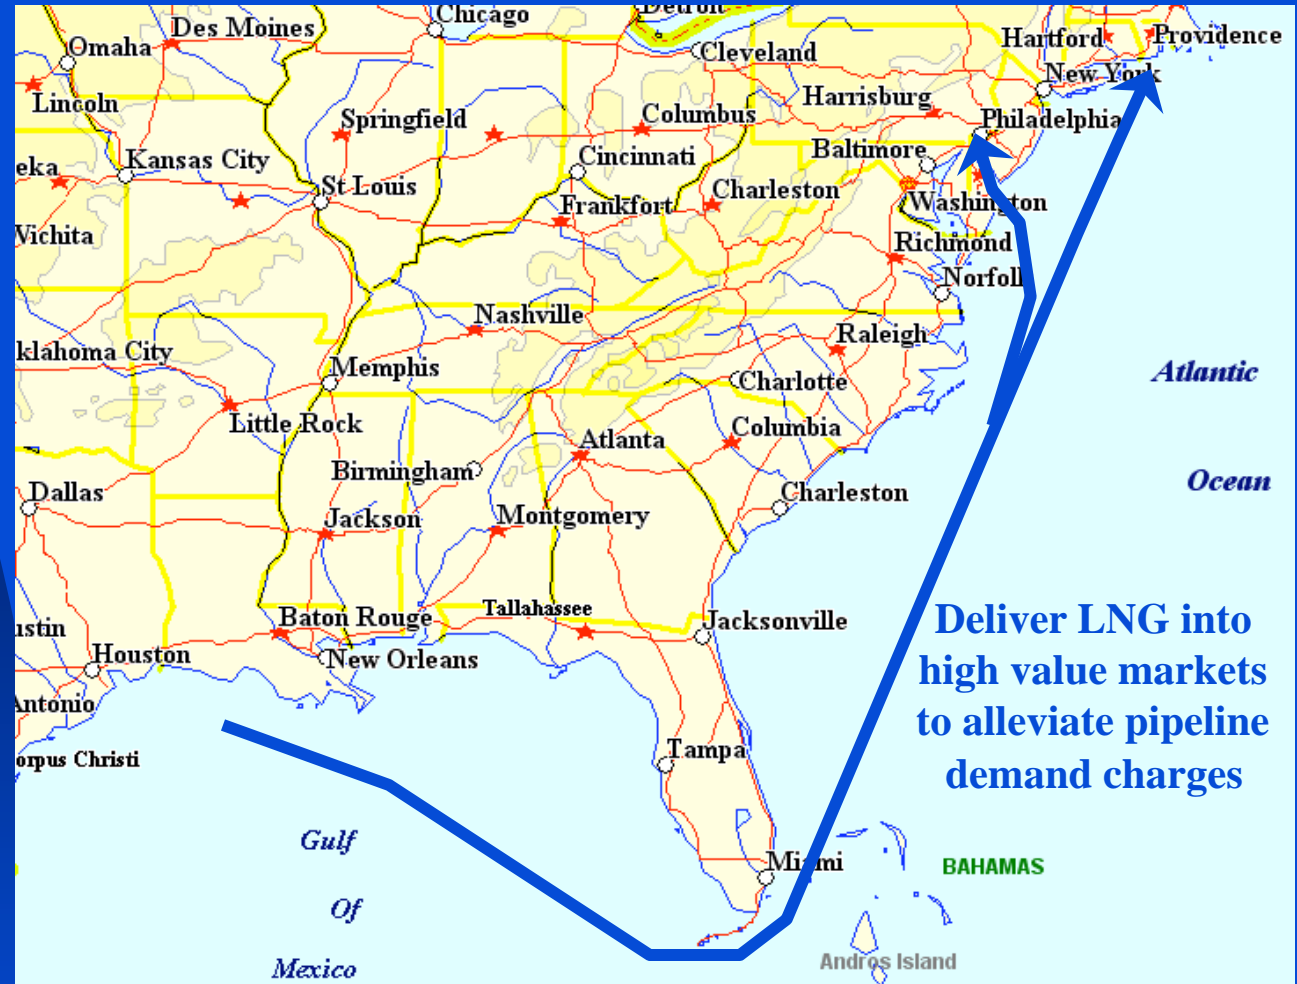 Chicago
Detroit
Des Moines
Omaha
Cleveland
Hartford
Providence
New York
Lincoln
Harrisburg
Springfield
Columbus
Philadelphia
Kansas City
Cincinnati
Baltimore
eka
St Louis
Charleston
Frankfort
Washington
Vichita
Richmond
Norfoll
Nashville
Raleigh
klahoma City
Memphis
Charlotte
Atlantic
Little Rock
Columbia
Atlanta
Birmingham
Ocean
Dallas
Charleston
Jackson
Montgomery
Tallahassee
Baton Rouge
Jacksonville
ustin
Houston
New Orleans
Antonio
Deliver LNG into
high value markets
to alleviate pipeline
demand charges
Tampa
orpus Christi
Gulf
Of
Mexico
Miami
BAHAMAS
Andros Island